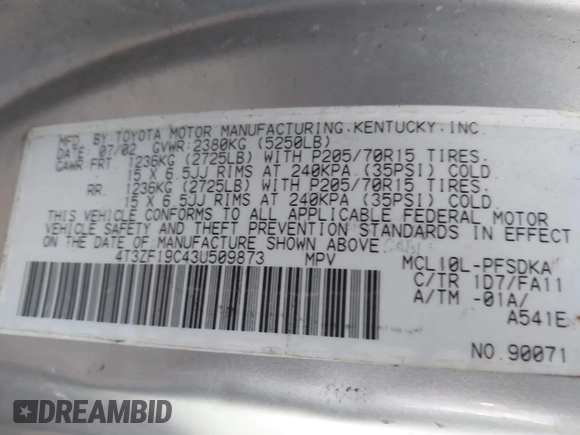 MFD. BY:TOYOTA MOTOR MANUFACTURING,KENTUCKY,INC.
DATE 07/02 GVWR:2380KG (5250LB)
GAWR FRT. 1236KG (2725LB) WITH P205/70R15 TIRES.
15 X 6.5JJ RIMS AT 240KPA (35PSI) COLD.
RR. 1236KG (2725LB) WITH P205/70R15 TIRES.
15 X 6.5JJ RIMS AT 240KPA (35PSI) COLD.
THIS VEHICLE CONFORMS TO ALL APPLICABLE FEDERAL MOTOR
VEHICLE SAFETY AND THEFT PREVENTION STANDARDS IN EFFECT
ON THE DATE OF MANUFACTURE SHOWN ABOVE.
4T3ZF19C43U509873 MPV
MCL10L-PFSDKA
C/TR 1D7/FA11
A/TM -01A/
A541E
NO.90071
DREAMBID